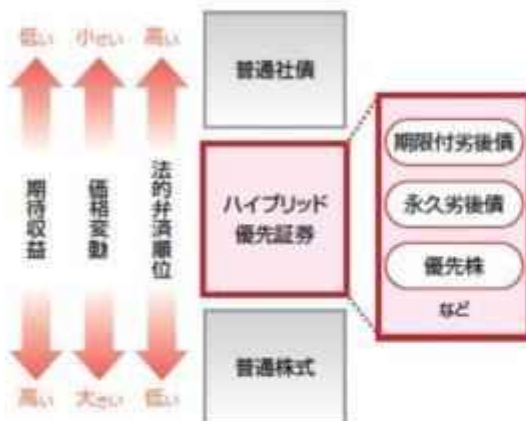 低い 小さい 高い
期待収益
価格変動
法的弁済順位
高い 大きい 低い
普通社債
ハイブリッド
優先証券
普通株式
期限付劣後債
永久劣後債
優先株
など